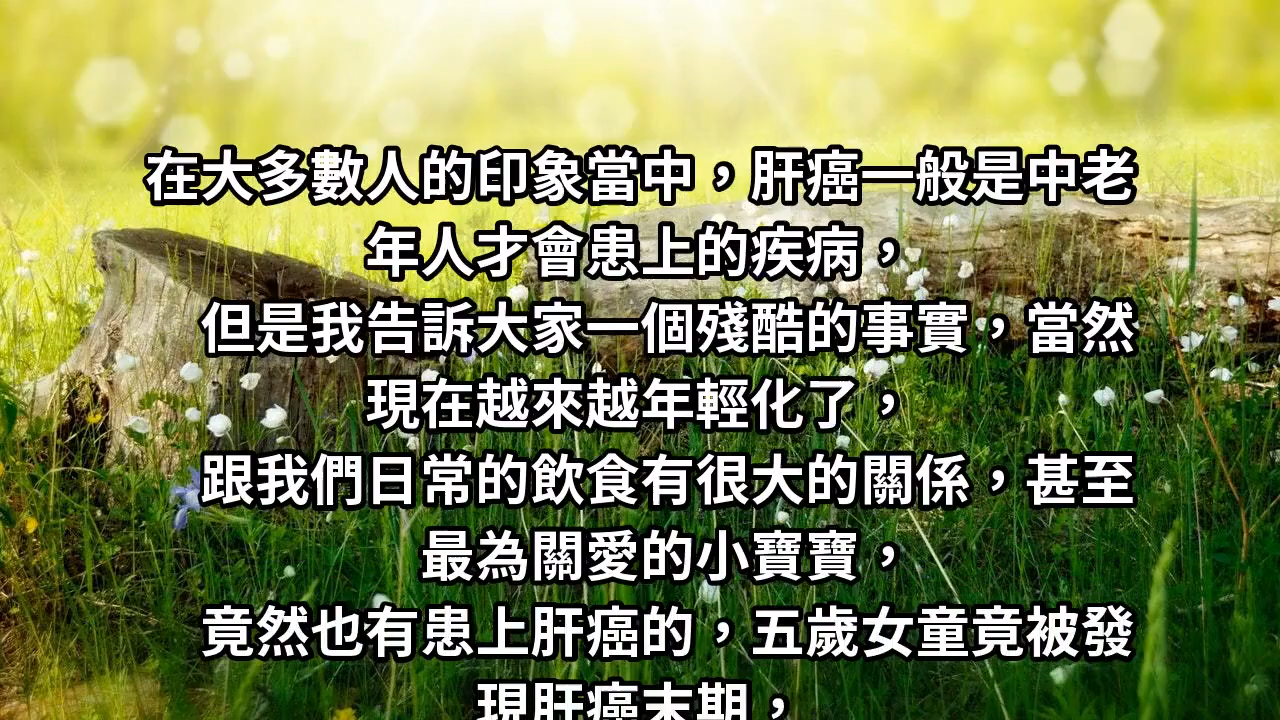 在大多數人的印象當中，肝癌一般是中老
年人才會患上的疾病，
但是我告訴大家一個殘酷的事實，當然
現在越來越年輕化了，
跟我們日常的飲食有很大的關係，甚至
最為關愛的小寶寶，
竟然也有患上肝癌的，五歲女童竟被發
現肝癌末期，